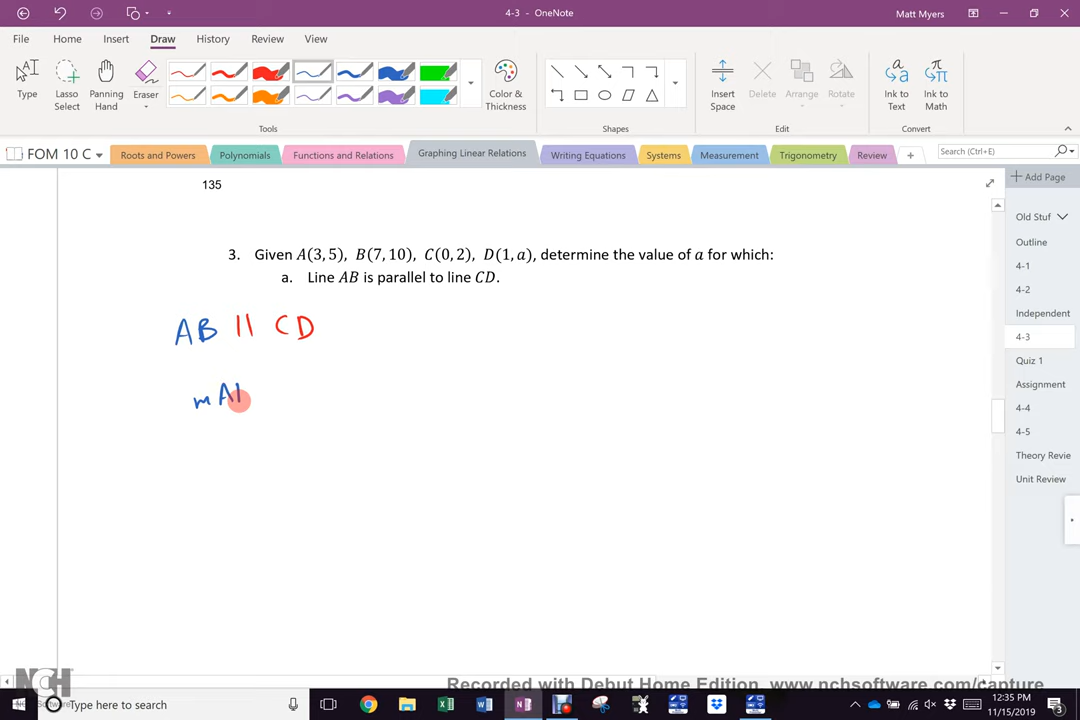 4-3 - OneNote
Matt Myers
File Home Insert Draw History Review View
Type Lasso Select Panning Hand Eraser Color & Thickness Insert Space Delete Arrange Rotate Ink to Text Ink to Math
Tools Shapes Edit Convert
FOM 10 C Roots and Powers Polynomials Functions and Relations Graphing Linear Relations Writing Equations Systems Measurement Trigonometry Review + Search (Ctrl+E)
135
3. Given A(3, 5), B(7, 10), C(0, 2), D(1, a), determine the value of a for which:
a. Line AB is parallel to line CD.
AB || CD
mAl
Add Page
Old Stuf
Outline
4-1
4-2
Independent
4-3
Quiz 1
Assignment
4-4
4-5
Theory Revie
Unit Review
NCH
Recorded with Debut Home Edition. www.nchsoftware.com/capture
Type here to search
12:35 PM
11/15/2019
3